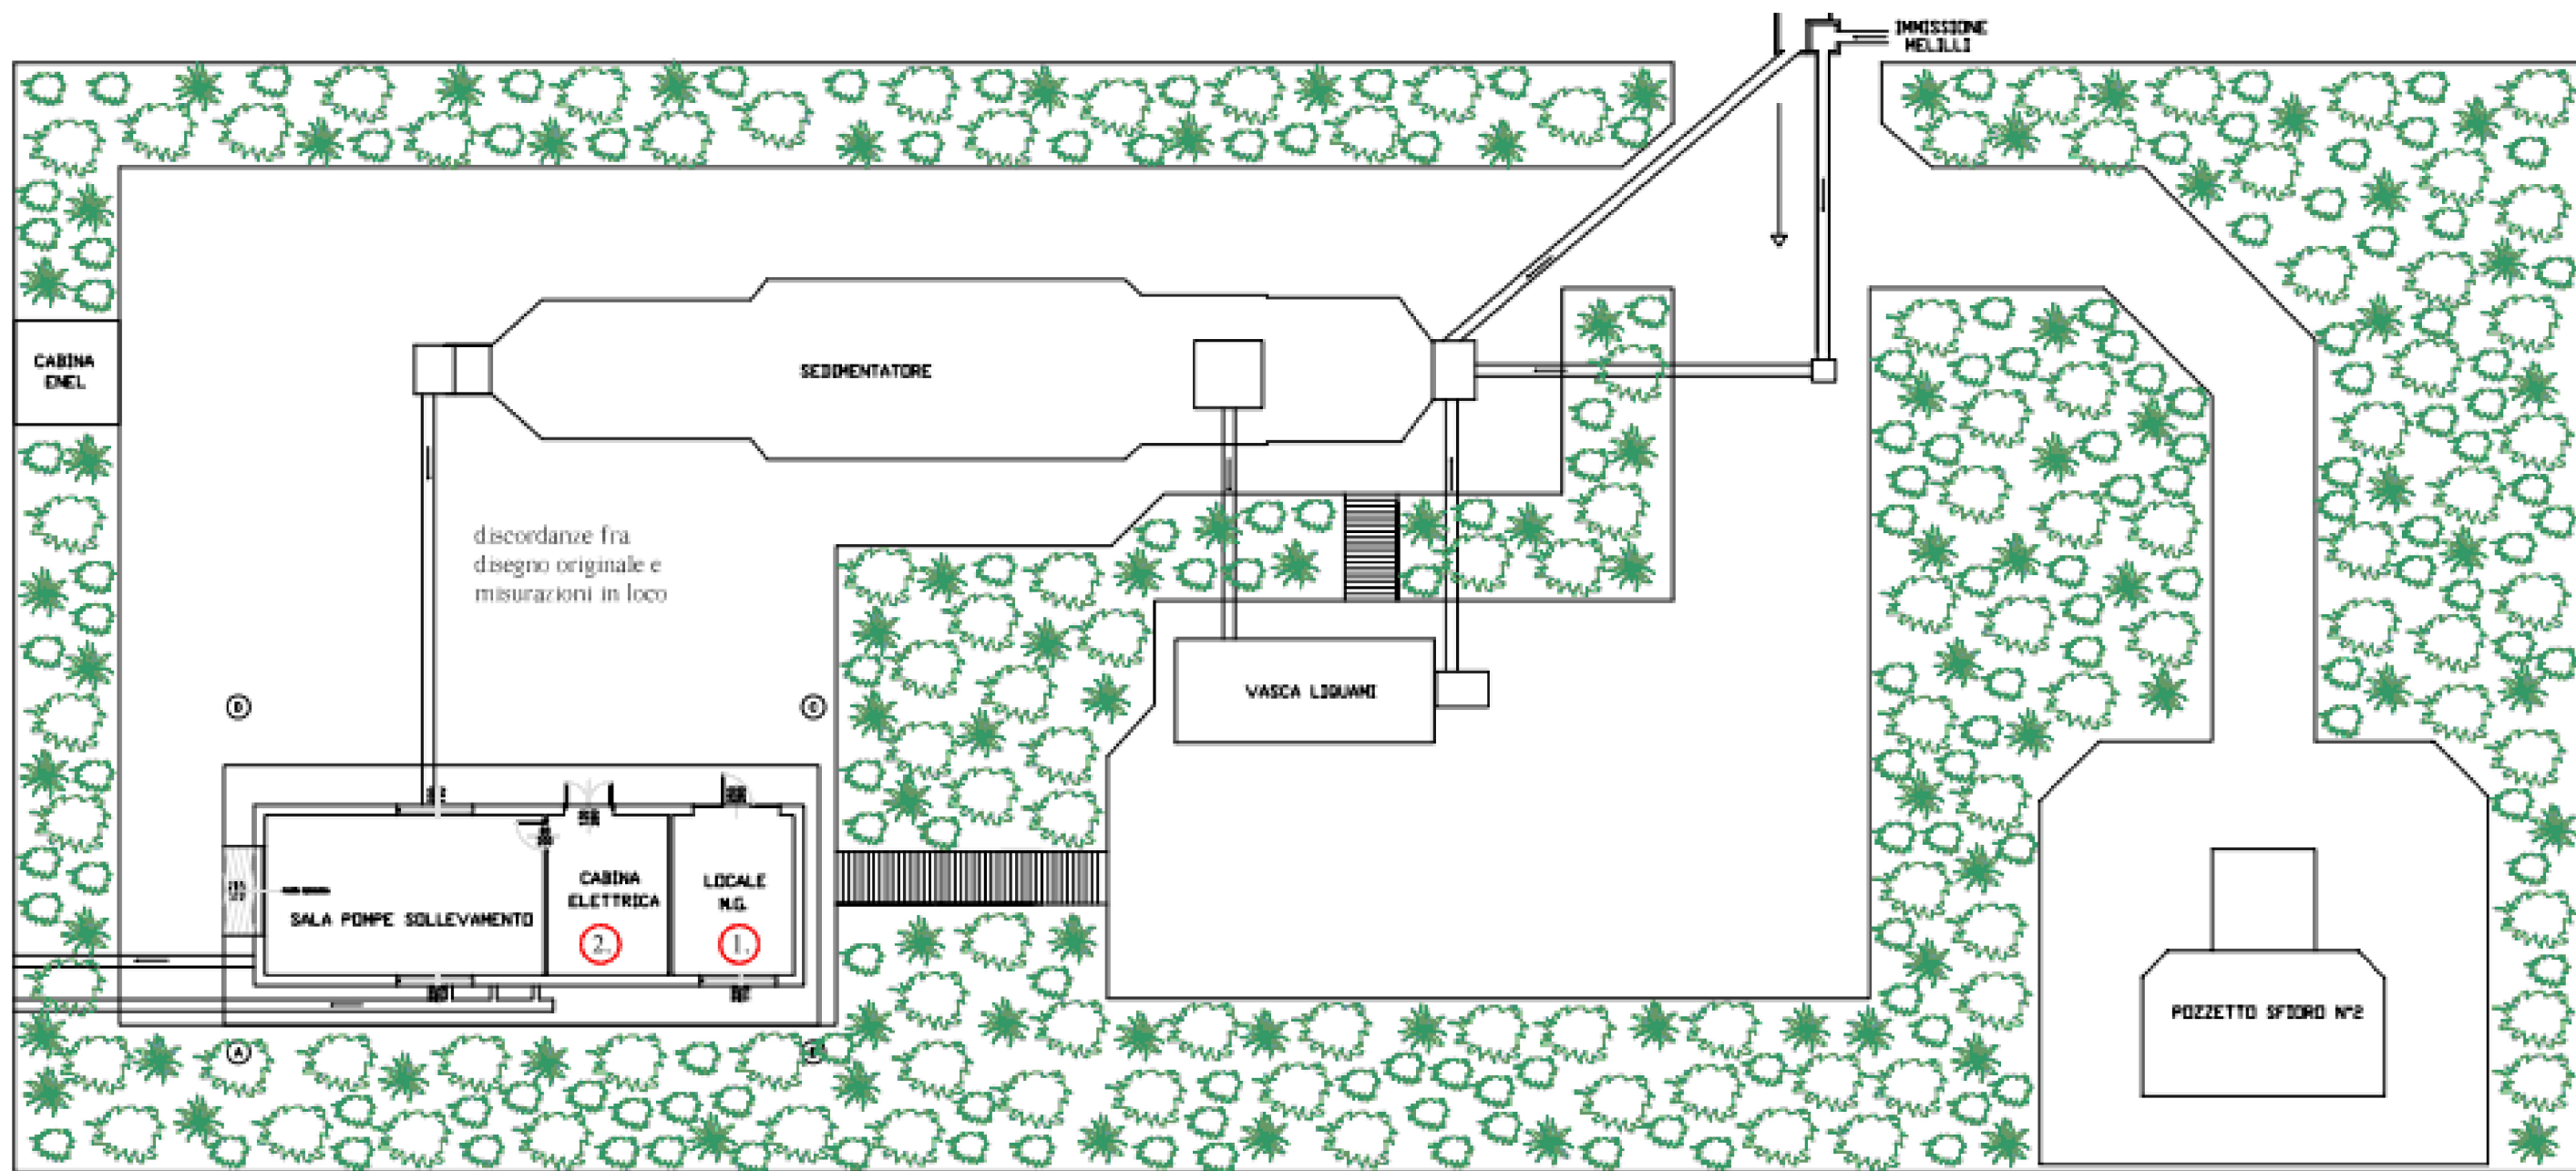 IMMISSIONE
MELILLI
CABINA
ENEL
SEDIMENTATORE
discordanze fra
disegno originale e
misurazioni in loco
VASCA LIQUAMI
D
C
CABINA
ELETTRICA
LOCALE
N.G.
SALA POMPE SOLLEVAMENTO
2.
1.
POZZETTO SFIORO N°2
A